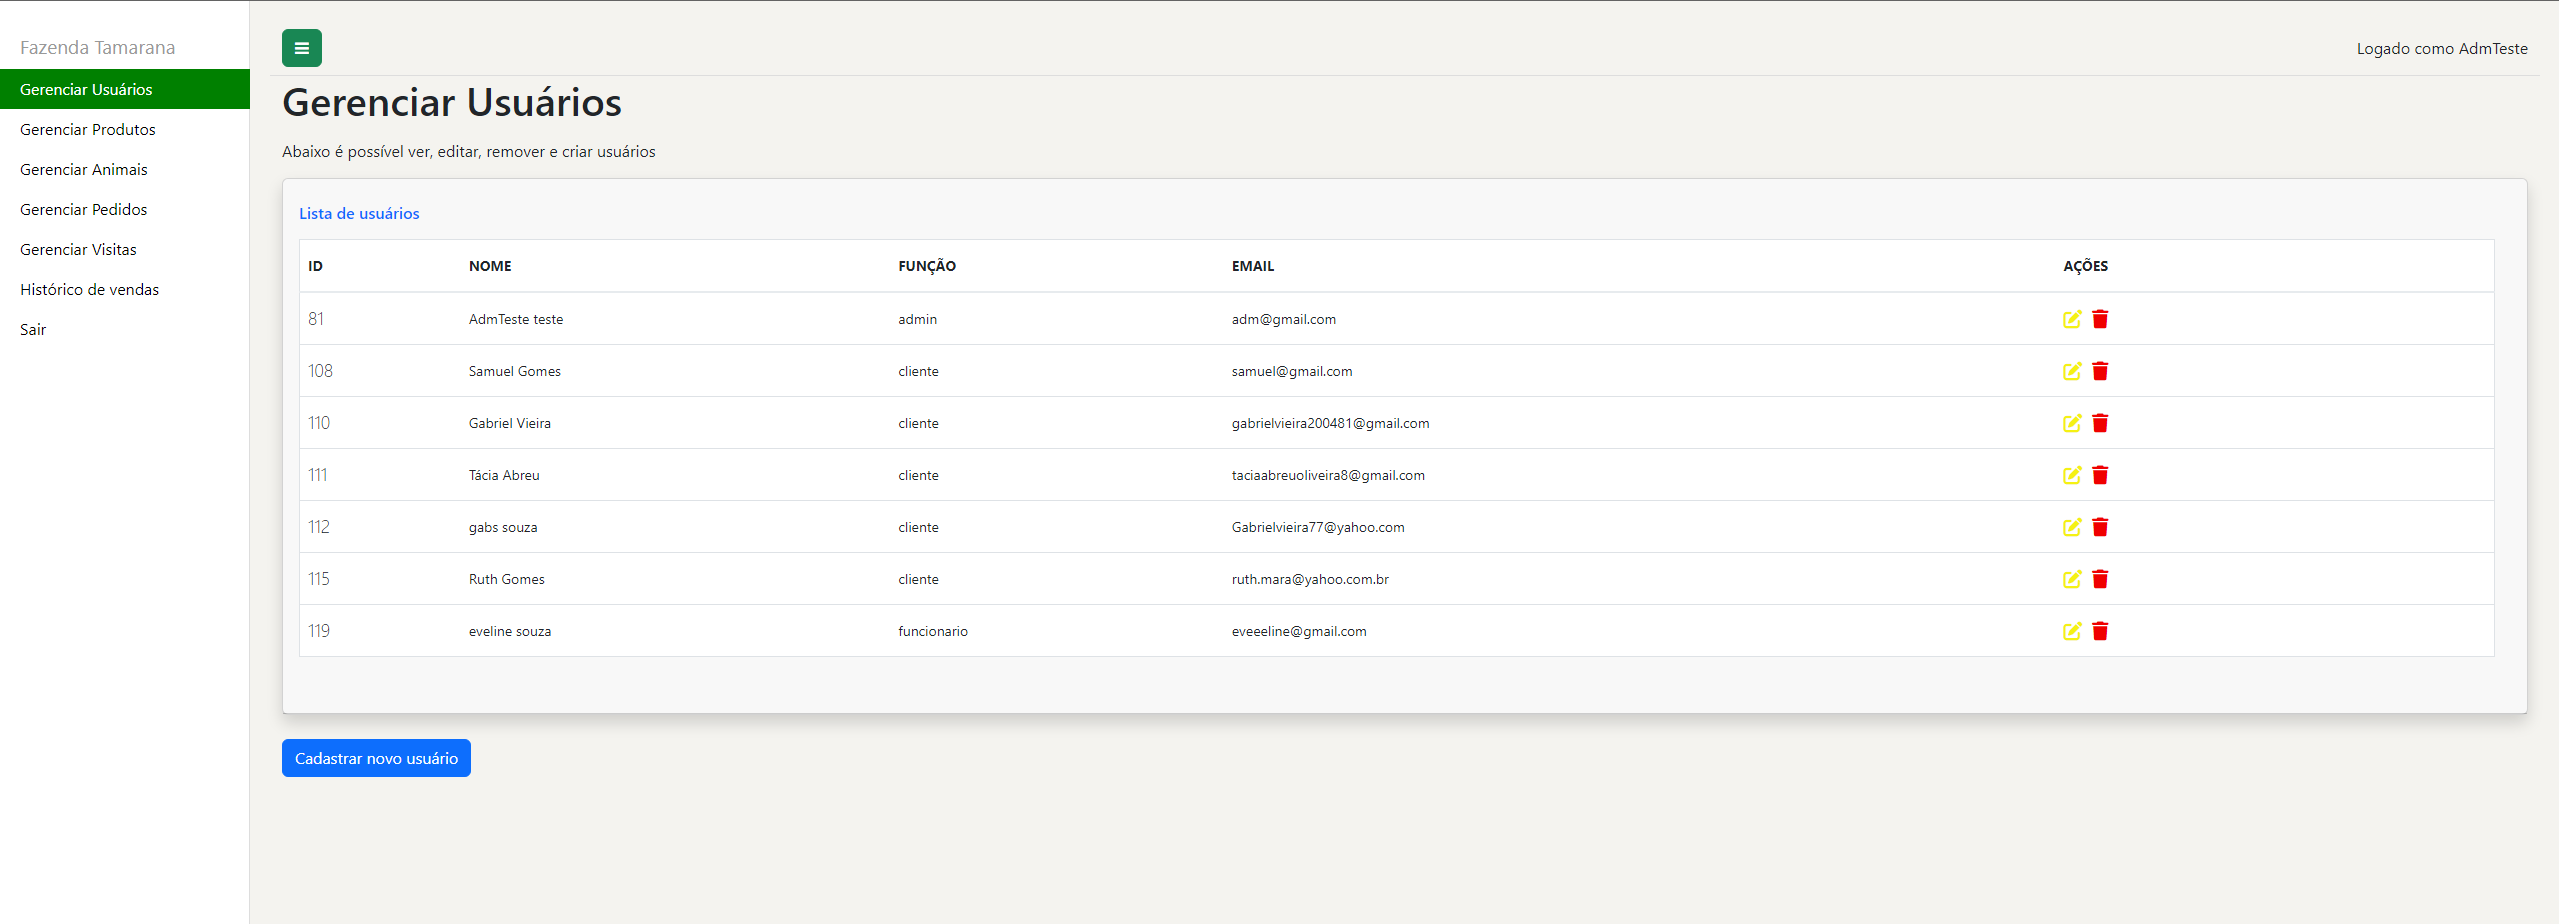 Fazenda Tamarana
Gerenciar Usuários
Gerenciar Produtos
Gerenciar Animais
Gerenciar Pedidos
Gerenciar Visitas
Histórico de vendas
Sair
Logado como AdmTeste
Gerenciar Usuários
Abaixo é possível ver, editar, remover e criar usuários
Lista de usuários
ID NOME FUNÇÃO EMAIL AÇÕES
81 AdmTeste teste admin adm@gmail.com
108 Samuel Gomes cliente samuel@gmail.com
110 Gabriel Vieira cliente gabrielvieira200481@gmail.com
111 Tácia Abreu cliente taciaabreuoliveira8@gmail.com
112 gabs souza cliente Gabrielvieira77@yahoo.com
115 Ruth Gomes cliente ruth.mara@yahoo.com.br
119 eveline souza funcionario eveeeline@gmail.com
Cadastrar novo usuário